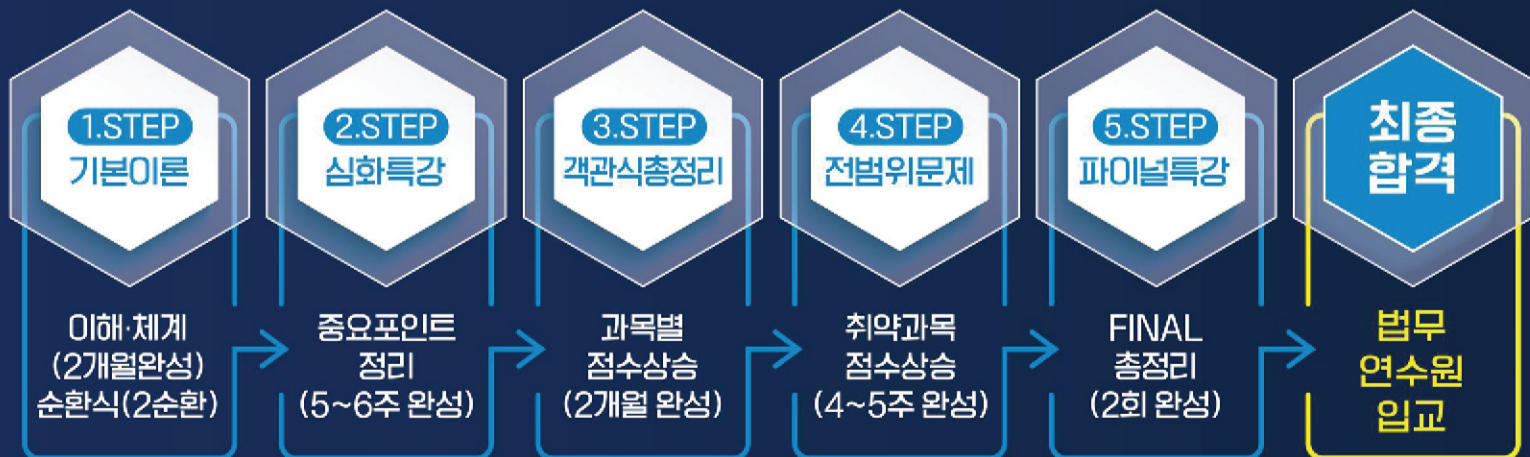 1.STEP
기본이론
이해·체계
(2개월완성)
순환식(2순환)
2.STEP
심화특강
중요포인트
정리
(5~6주 완성)
3.STEP
객관식총정리
과목별
점수상승
(2개월 완성)
4.STEP
전범위문제
취약과목
점수상승
(4~5주 완성)
5.STEP
파이널특강
FINAL
총정리
(2회 완성)
최종
합격
법무
연수원
입교